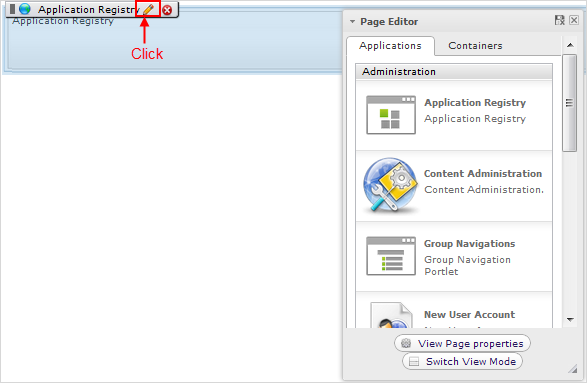 Application Registry
Application Registry
Click
Page Editor
Applications
Containers
Administration
Application Registry
Application Registry
Content Administration
Content Administration.
Group Navigations
Group Navigation
Portlet
New User Account
View Page properties
Switch View Mode